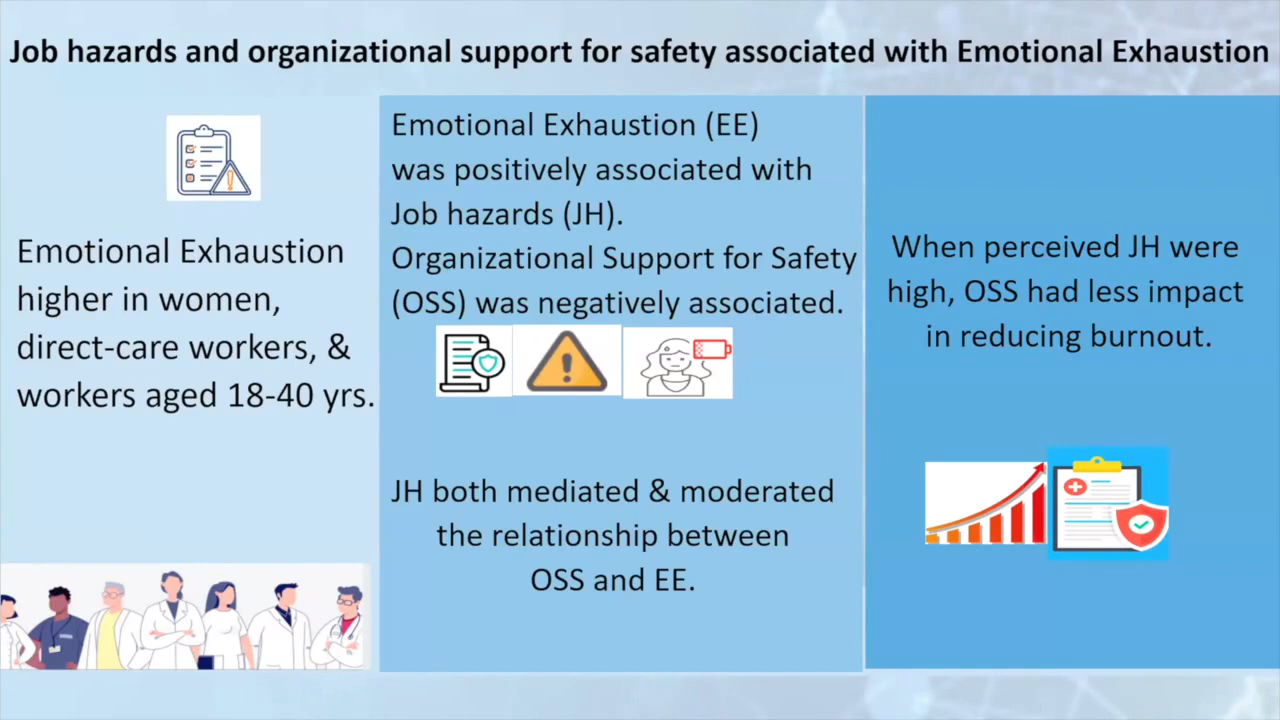 Job hazards and organizational support for safety associated with Emotional Exhaustion
Emotional Exhaustion
higher in women,
direct-care workers, &
workers aged 18-40 yrs.
Emotional Exhaustion (EE)
was positively associated with
Job hazards (JH).
Organizational Support for Safety
(OSS) was negatively associated.
JH both mediated & moderated
the relationship between
OSS and EE.
When perceived JH were
high, OSS had less impact
in reducing burnout.